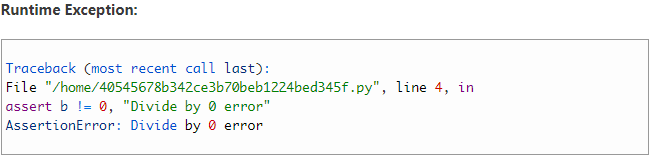 Runtime Exception:
Traceback (most recent call last):
File "/home/40545678b342ce3b70beb1224bed345f.py", line 4, in
assert b != 0, "Divide by 0 error"
AssertionError: Divide by 0 error